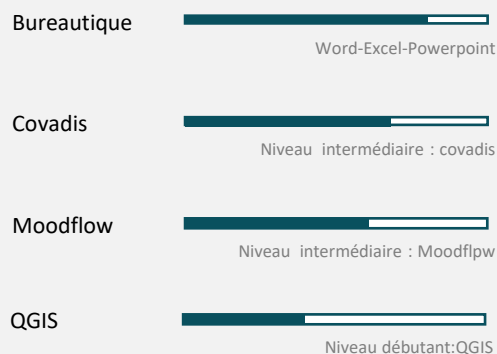 Bureautique
Word-Excel-Powerpoint
Covadis
Niveau intermédiaire : covadis
Moodflow
Niveau intermédiaire : Moodflpw
QGIS
Niveau débutant:QGIS